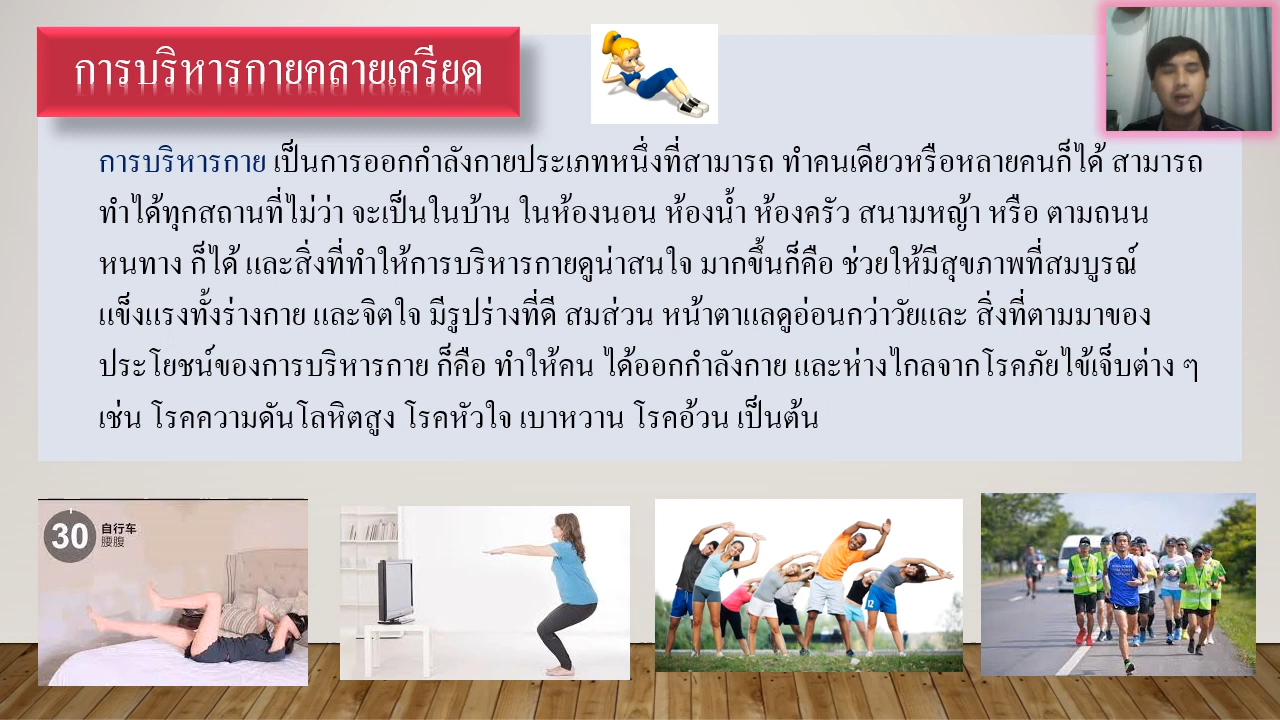 การบริหารกายคลายเครียด
การบริหารกาย เป็นการออกกำลังกายประเภทหนึ่งที่สามารถ ทำคนเดียวหรือหลายคนก็ได้ สามารถ
ทำได้ทุกสถานที่ไม่ว่า จะเป็นในบ้าน ในห้องนอน ห้องน้ำ ห้องครัว สนามหญ้า หรือ ตามถนน
หนทาง ก็ได้ และสิ่งที่ทำให้การบริหารกายดูน่าสนใจ มากขึ้นก็คือ ช่วยให้มีสุขภาพที่สมบูรณ์
แข็งแรงทั้งร่างกาย และจิตใจ มีรูปร่างที่ดี สมส่วน หน้าตาแลดูอ่อนกว่าวัยและ สิ่งที่ตามมาของ
ประโยชน์ของการบริหารกาย ก็คือ ทำให้คน ได้ออกกำลังกาย และห่างไกลจากโรคภัยไข้เจ็บต่าง ๆ
เช่น โรคความดันโลหิตสูง โรคหัวใจ เบาหวาน โรคอ้วน เป็นต้น
30 自行车
腰腹